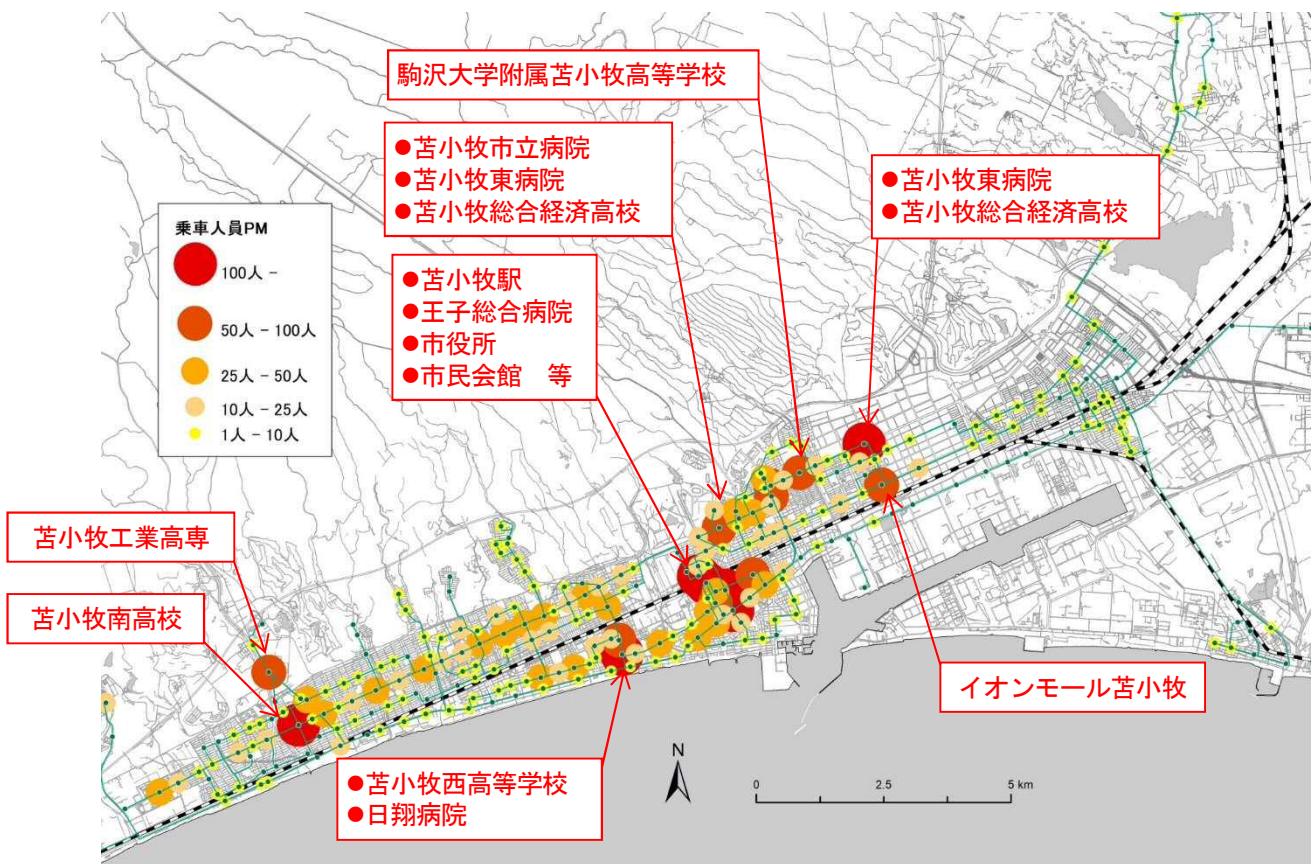 駒沢大学附属苫小牧高等学校
●苫小牧市立病院
●苫小牧東病院
●苫小牧総合経済高校
●苫小牧東病院
●苫小牧総合経済高校
乗車人員PM
100人 -
50人 - 100人
25人 - 50人
10人 - 25人
1人 - 10人
●苫小牧駅
●王子総合病院
●市役所
●市民会館　等
苫小牧工業高専
苫小牧南高校
イオンモール苫小牧
●苫小牧西高等学校
●日翔病院
N
0 2.5 5 km